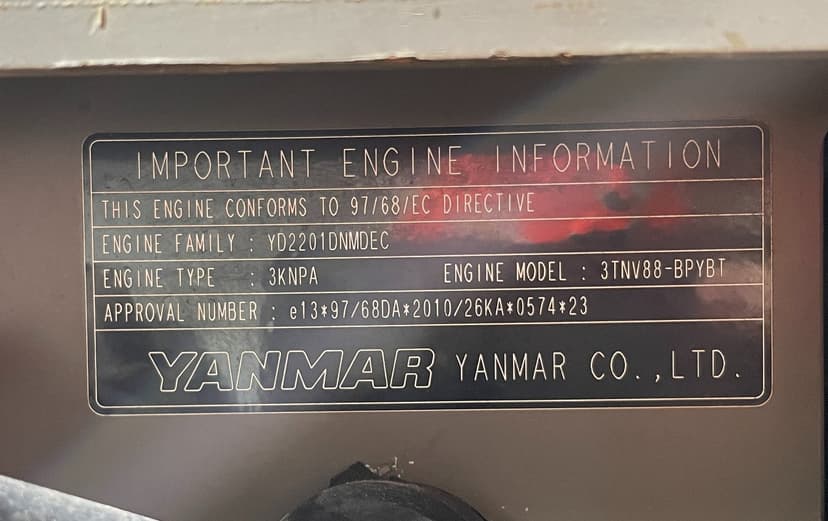 IMPORTANT ENGINE INFORMATION
THIS ENGINE CONFORMS TO 97/68/EC DIRECTIVE
ENGINE FAMILY : YD2201DNMDEC
ENGINE TYPE : 3KNPA ENGINE MODEL : 3TNV88-BPYBT
APPROVAL NUMBER : e13*97/68DA*2010/26KA*0574*23
YANMAR YANMAR CO.,LTD.